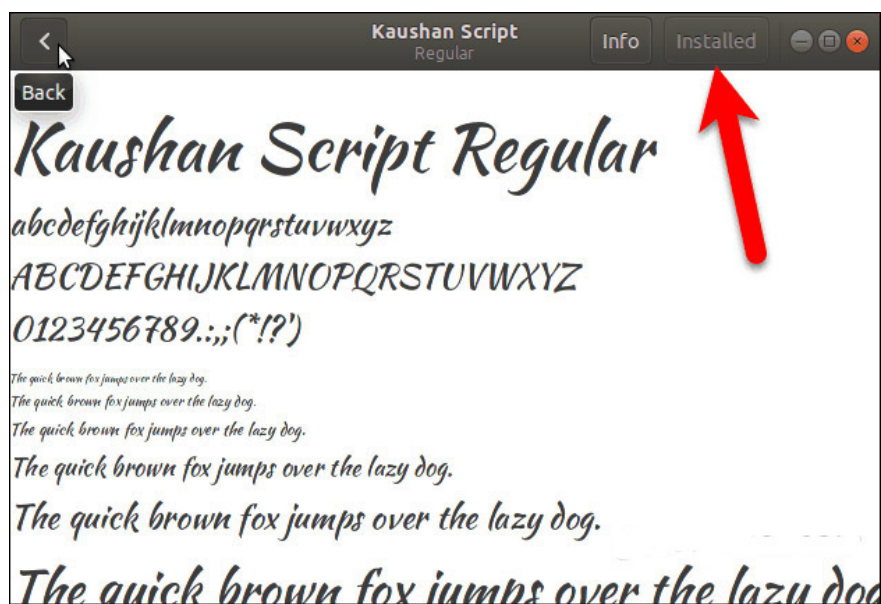 Kaushan Script
Regular
Info
Installed
Back
Kaushan Script Regular
abcdefghijklmnopqrstuvwxyz
ABCDEFGHIJKLMNOPQRSTUVWXYZ
0123456789.:,;(*!?')
The quick brown fox jumps over the lazy dog.
The quick brown fox jumps over the lazy dog.
The quick brown fox jumps over the lazy dog.
The quick brown fox jumps over the lazy dog.
The quick brown fox jumps over the lazy dog.
The quick brown fox jumps over the lazy dog